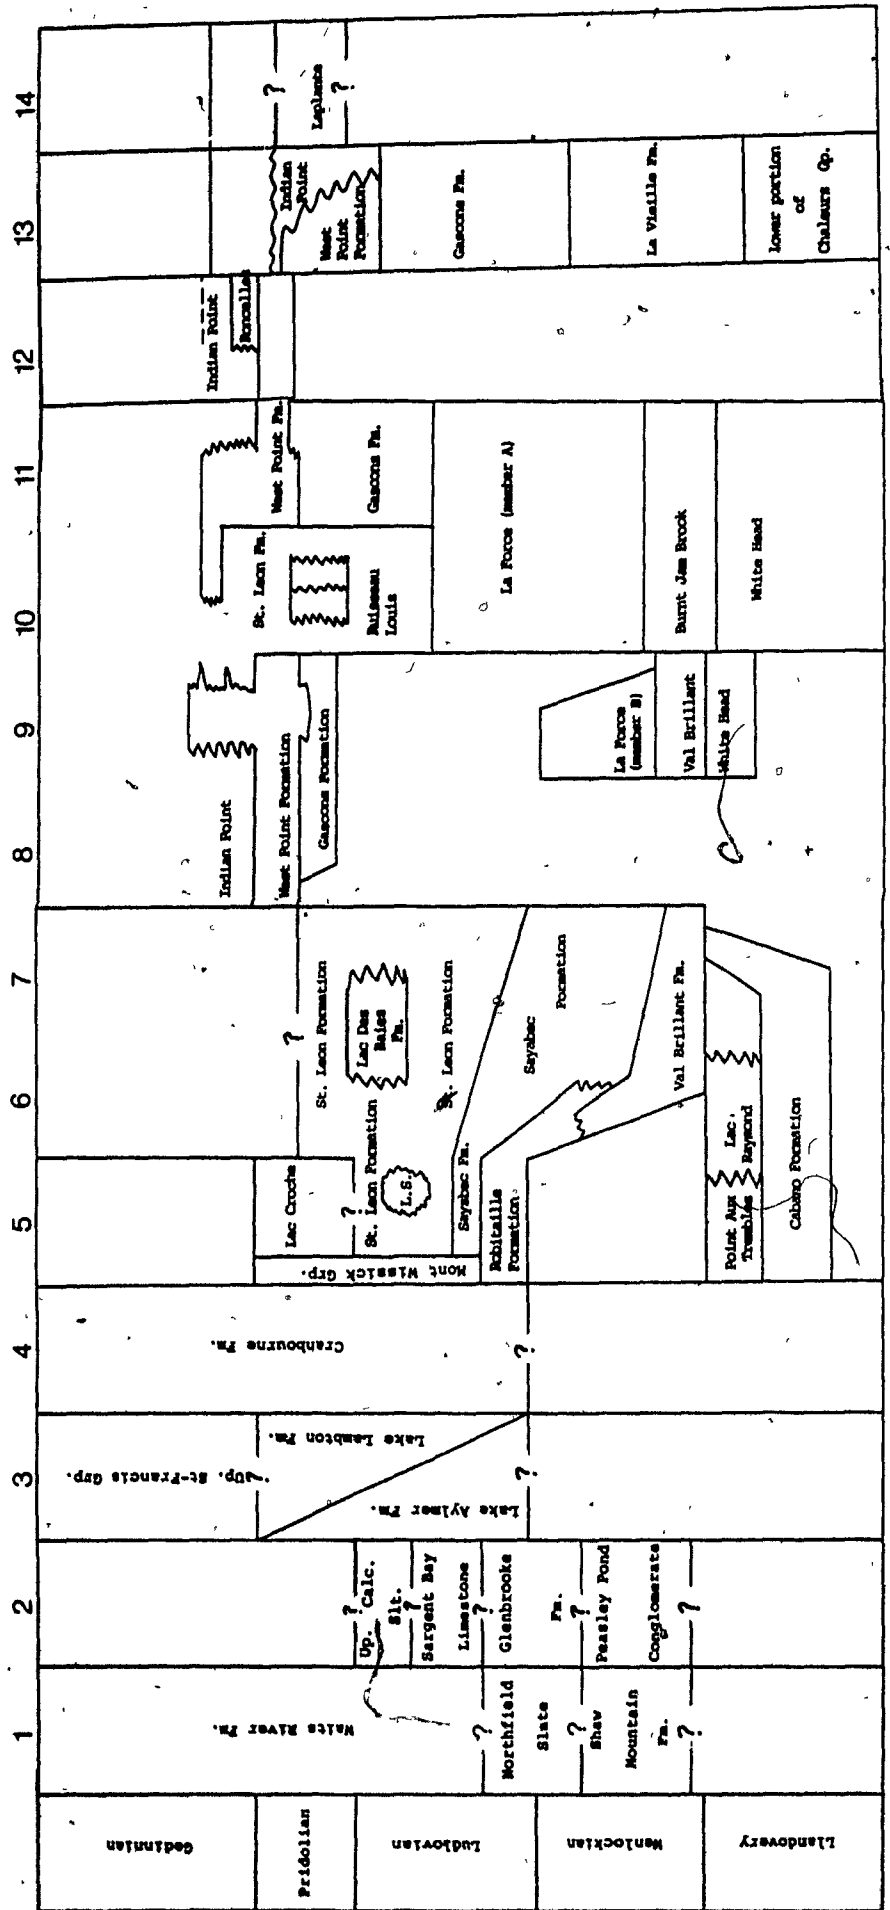 14
13
12
11
10
9
8
7
6
5
4
3
2
1
?
Laplante
?
Indian
Point
West
Point
Formation
Gascons Fm.
La Vieille Fm.
Lower portion
of
Chaleurs Gp.
Indian Point
Roncelles
West Point Fm.
Gascons Fm.
La Force (member A)
Burnt Jam Brook
White Head
St. Leon Fm.
Ruisseau
Louis
Indian Point
West Point Formation
Gascons Formation
La Force
(member B)
Val Brillant
White Head
?
St. Leon Formation
Lac Des
Baies
Fm.
St. Leon Formation
Sayabec
Formation
Val Brillant Fm.
Lac Croche
?
St. Leon Formation
L.S.
Sayabec Fm.
Robitaille
Formation
Mont Wissick Grp.
Point Aux
Trembles
Lac
Raymond
Cabano Formation
Cranbourne Fm.
?
Up. St-Francis Grp.
?
Lake Lambton Fm.
Lake Aylmer Fm.
?
?
Up. Calc.
Slt.
?
Sargent Bay
Limestone
?
Glenbrooke
Fm.
?
Peasley Pond
Conglomerate
?
Waits River Fm.
?
Northfield
Slate
?
Shaw
Mountain
Fm.
?
Gedinnian
Pridolian
Ludlovian
Wenlockian
Llandovery